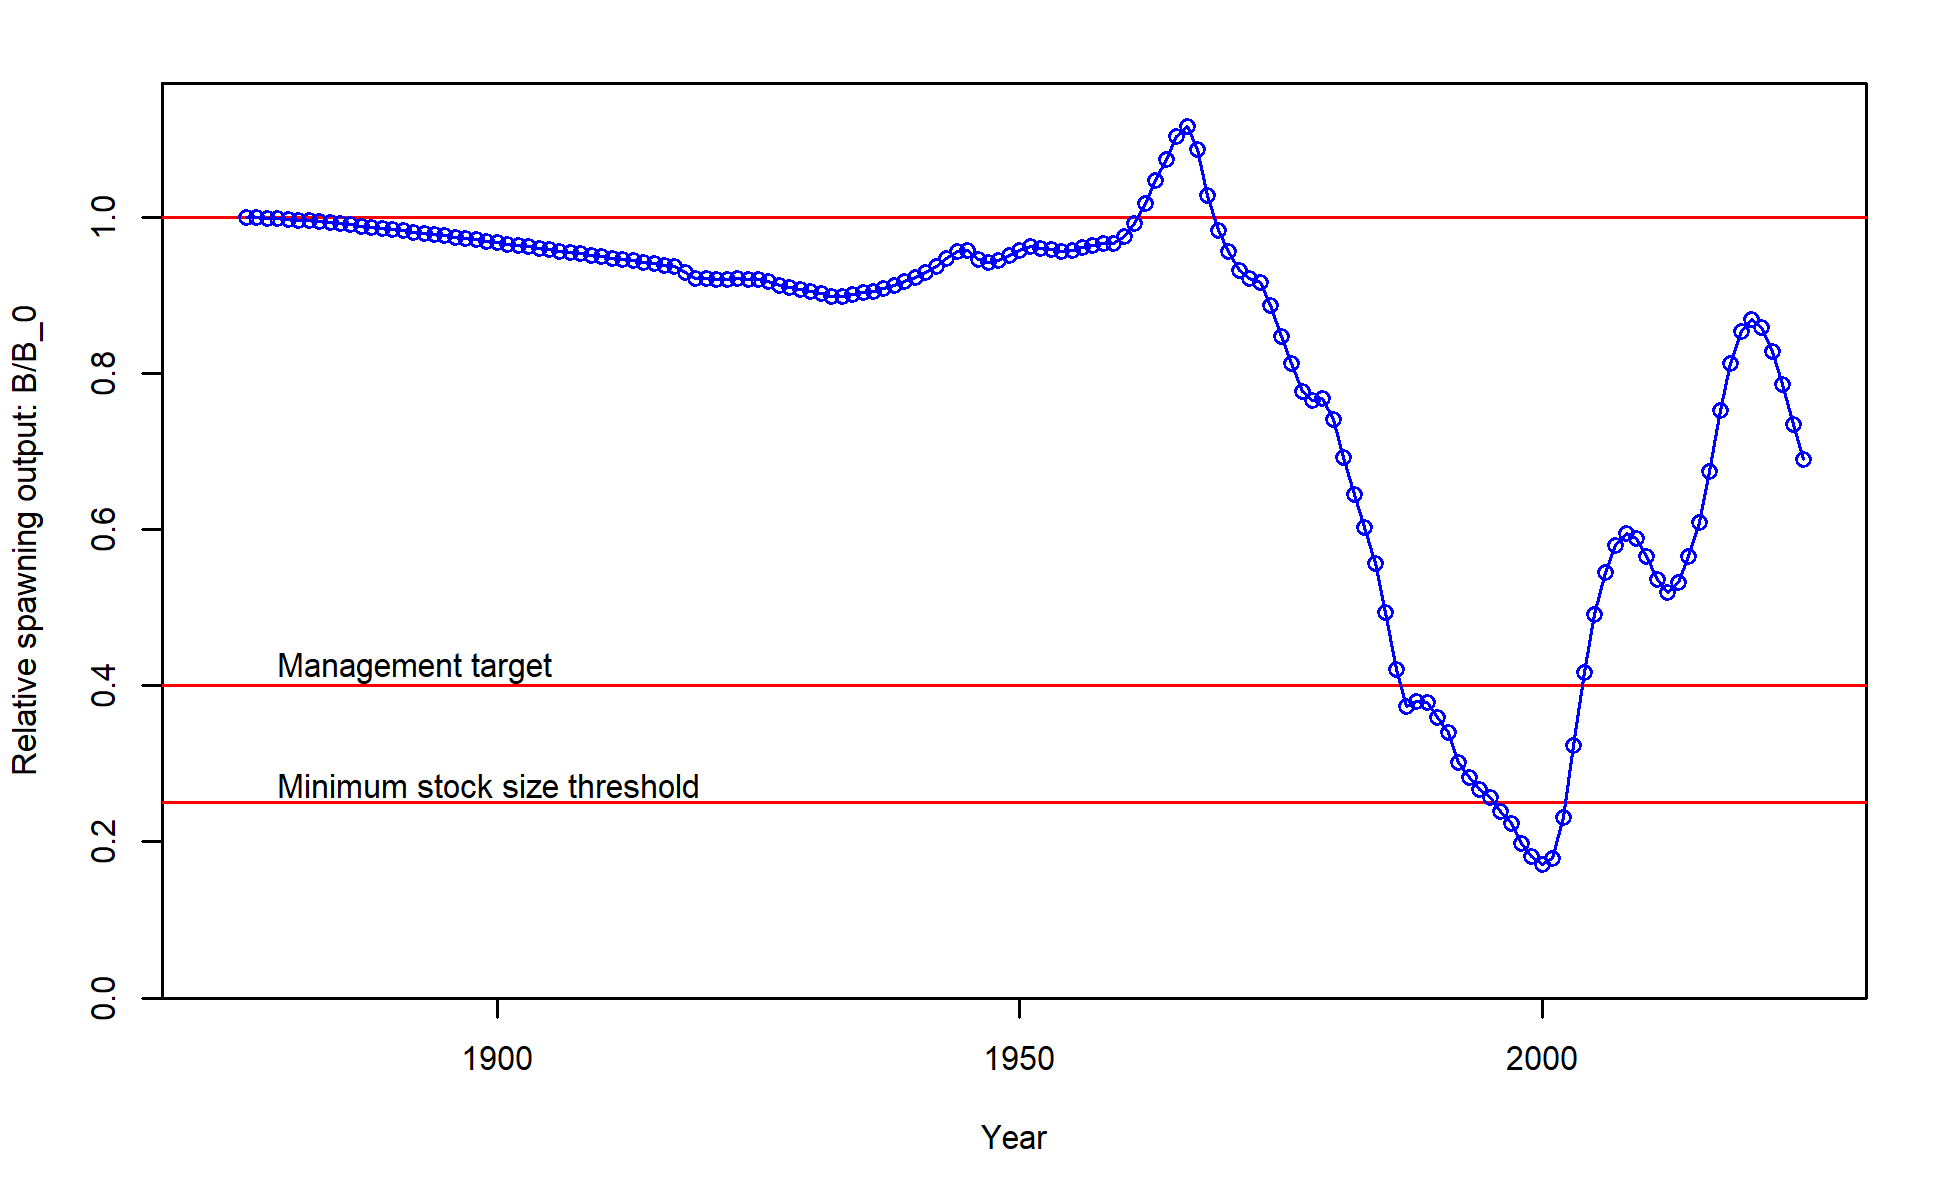 Relative spawning output: B/B_0
1.0
0.8
0.6
0.4
0.2
0.0
Management target
Minimum stock size threshold
1900 1950 2000
Year